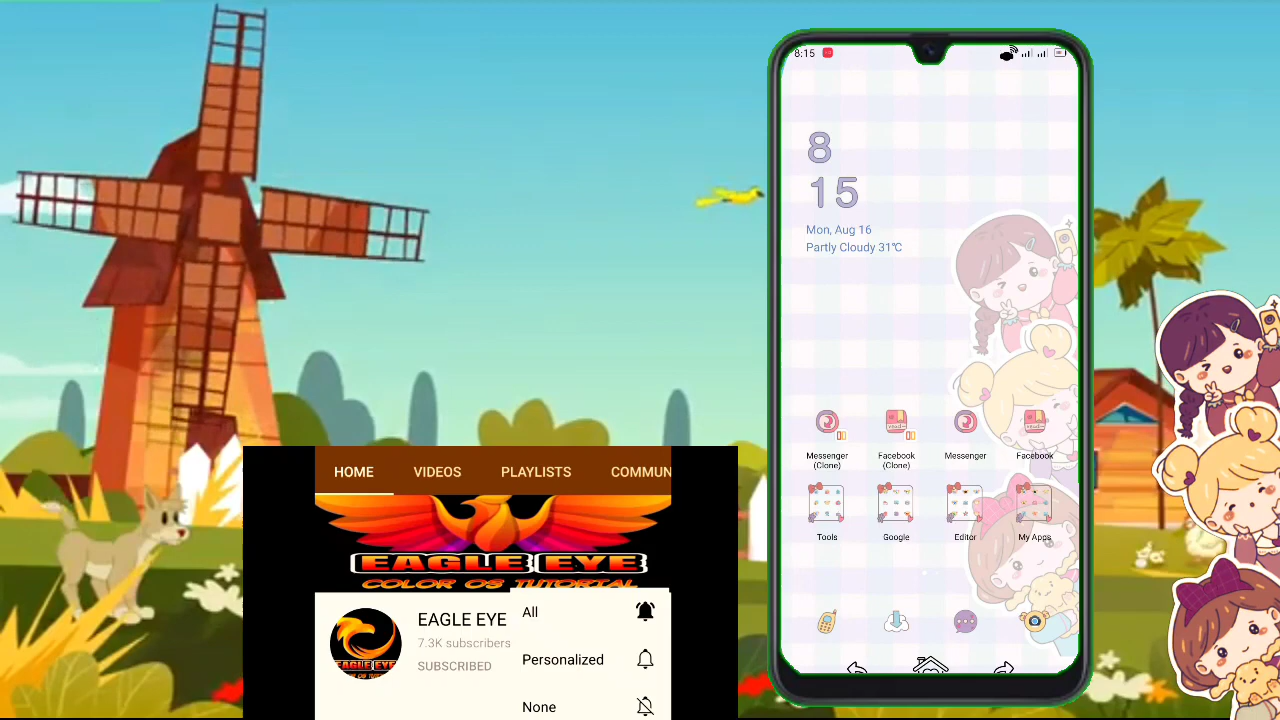 8:15
8
15
Mon, Aug 16
Partly Cloudy 31℃
Messenger (Clone)
Facebook (Clone)
Messenger
Facebook
Tools
Google
Editor
My Apps
HOME VIDEOS PLAYLISTS COMMUN
EAGLE EYE
COLOR OS TUTORIAL
EAGLE EYE
7.3K subscribers
SUBSCRIBED
EAGLE EYE
All
Personalized
None